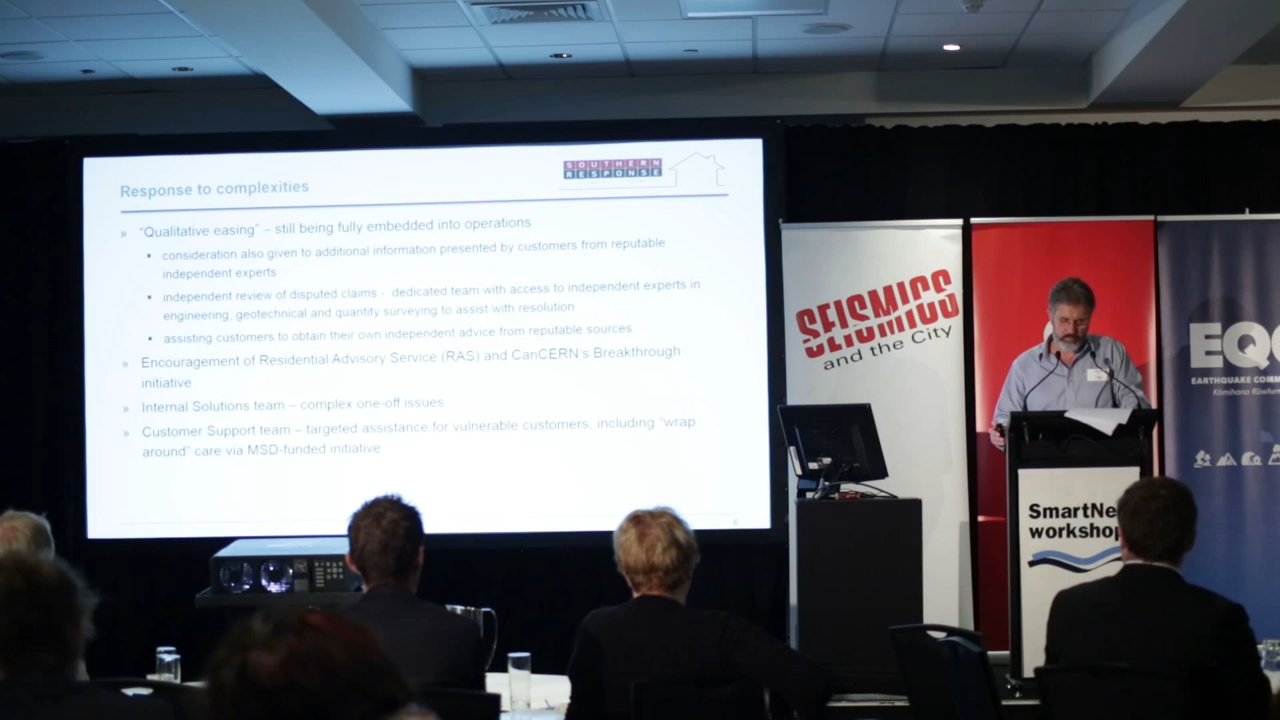 Response to complexities
SOUTHERN
RESPONSE
» "Qualitative easing" – still being fully embedded into operations
▪ consideration also given to additional information presented by customers from reputable
independent experts
▪ independent review of disputed claims - dedicated team with access to independent experts in
engineering, geotechnical and quantity surveying to assist with resolution
▪ assisting customers to obtain their own independent advice from reputable sources
» Encouragement of Residential Advisory Service (RAS) and CanCERN's Breakthrough
initiative
» Internal Solutions team – complex one-off issues
» Customer Support team – targeted assistance for vulnerable customers, including "wrap
around" care via MSD-funded initiative
6
SEISMICS
and the City
EQC
EARTHQUAKE COMM
Kōmihana Rūwhe
SmartNe
workshop